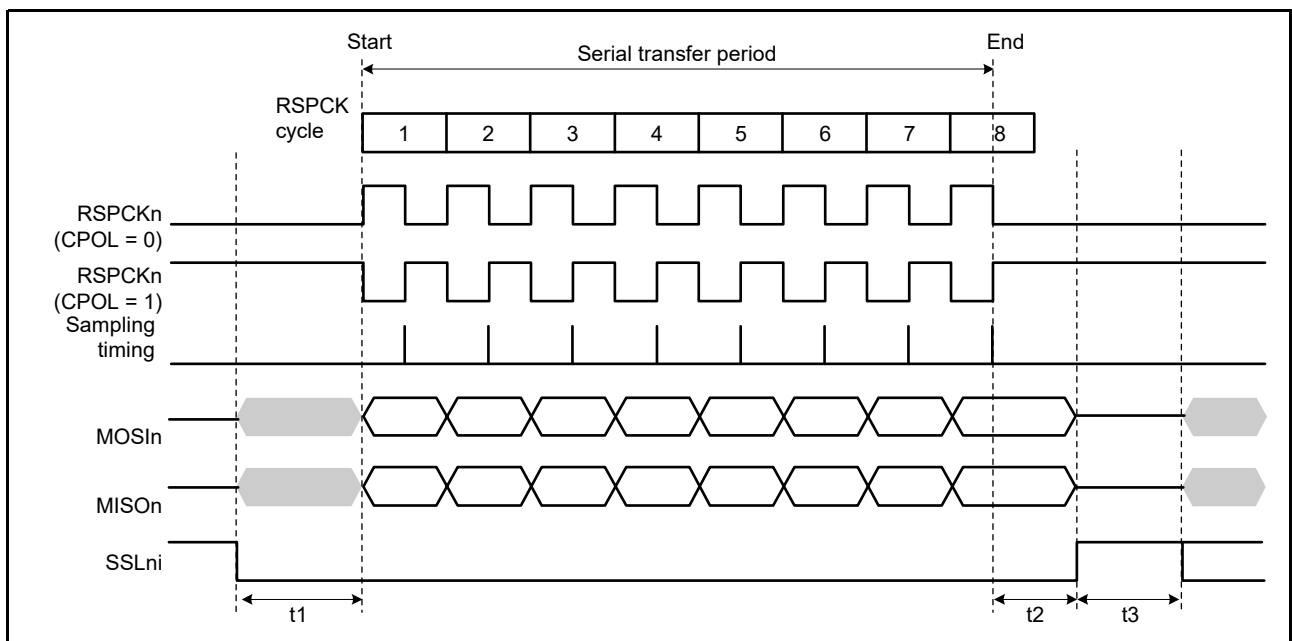 Start
End
Serial transfer period
RSPCK
cycle
1 2 3 4 5 6 7 8
RSPCKn
(CPOL = 0)
RSPCKn
(CPOL = 1)
Sampling
timing
MOSIn
MISOn
SSLni
t1
t2
t3